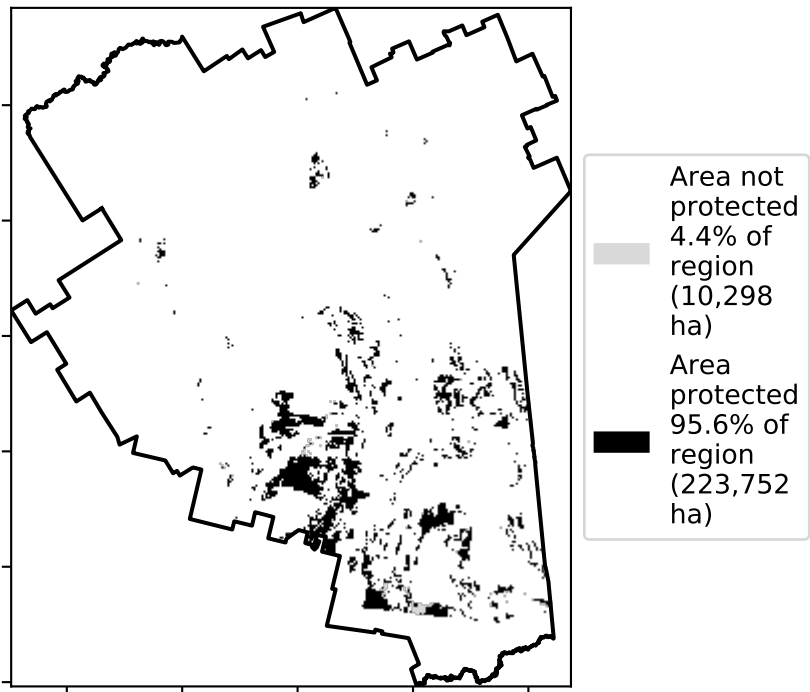 Area not
protected
4.4% of
region
(10,298
ha)
Area
protected
95.6% of
region
(223,752
ha)